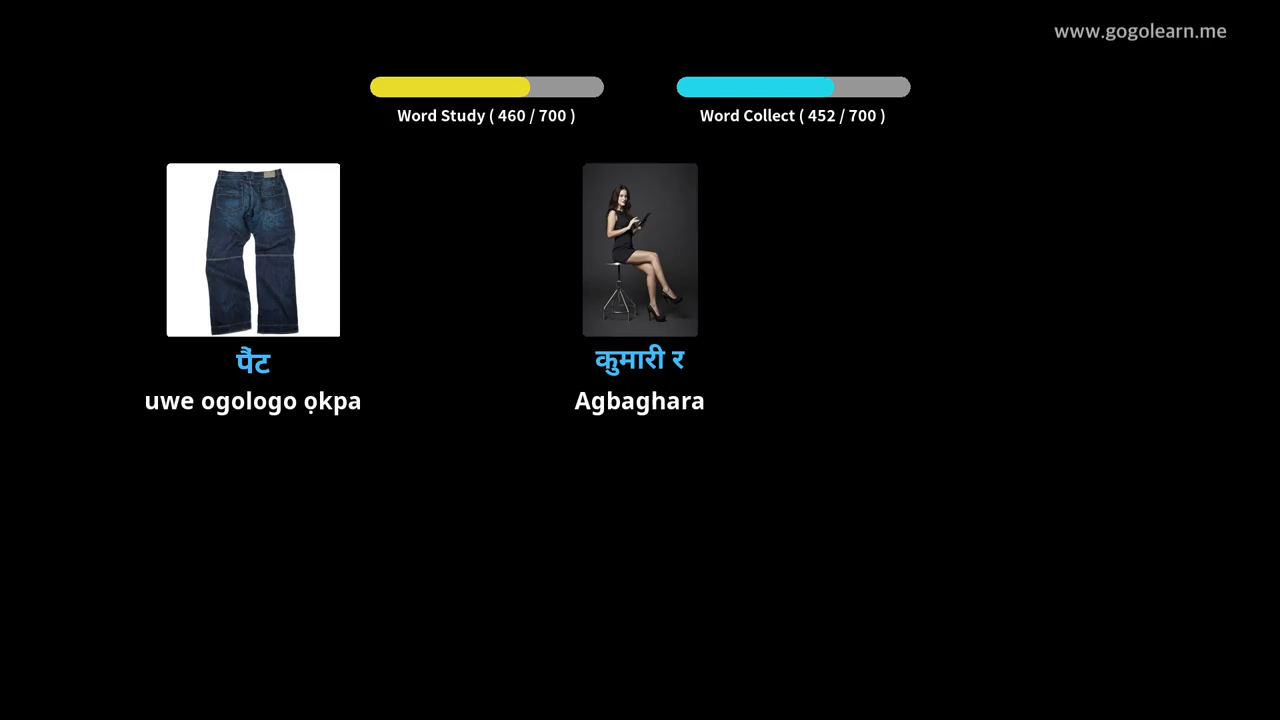 www.gogolearn.me
Word Study ( 460 / 700 )
Word Collect ( 452 / 700 )
पैंट
uwe ogologo ọkpa
कुमारी र
Agbaghara